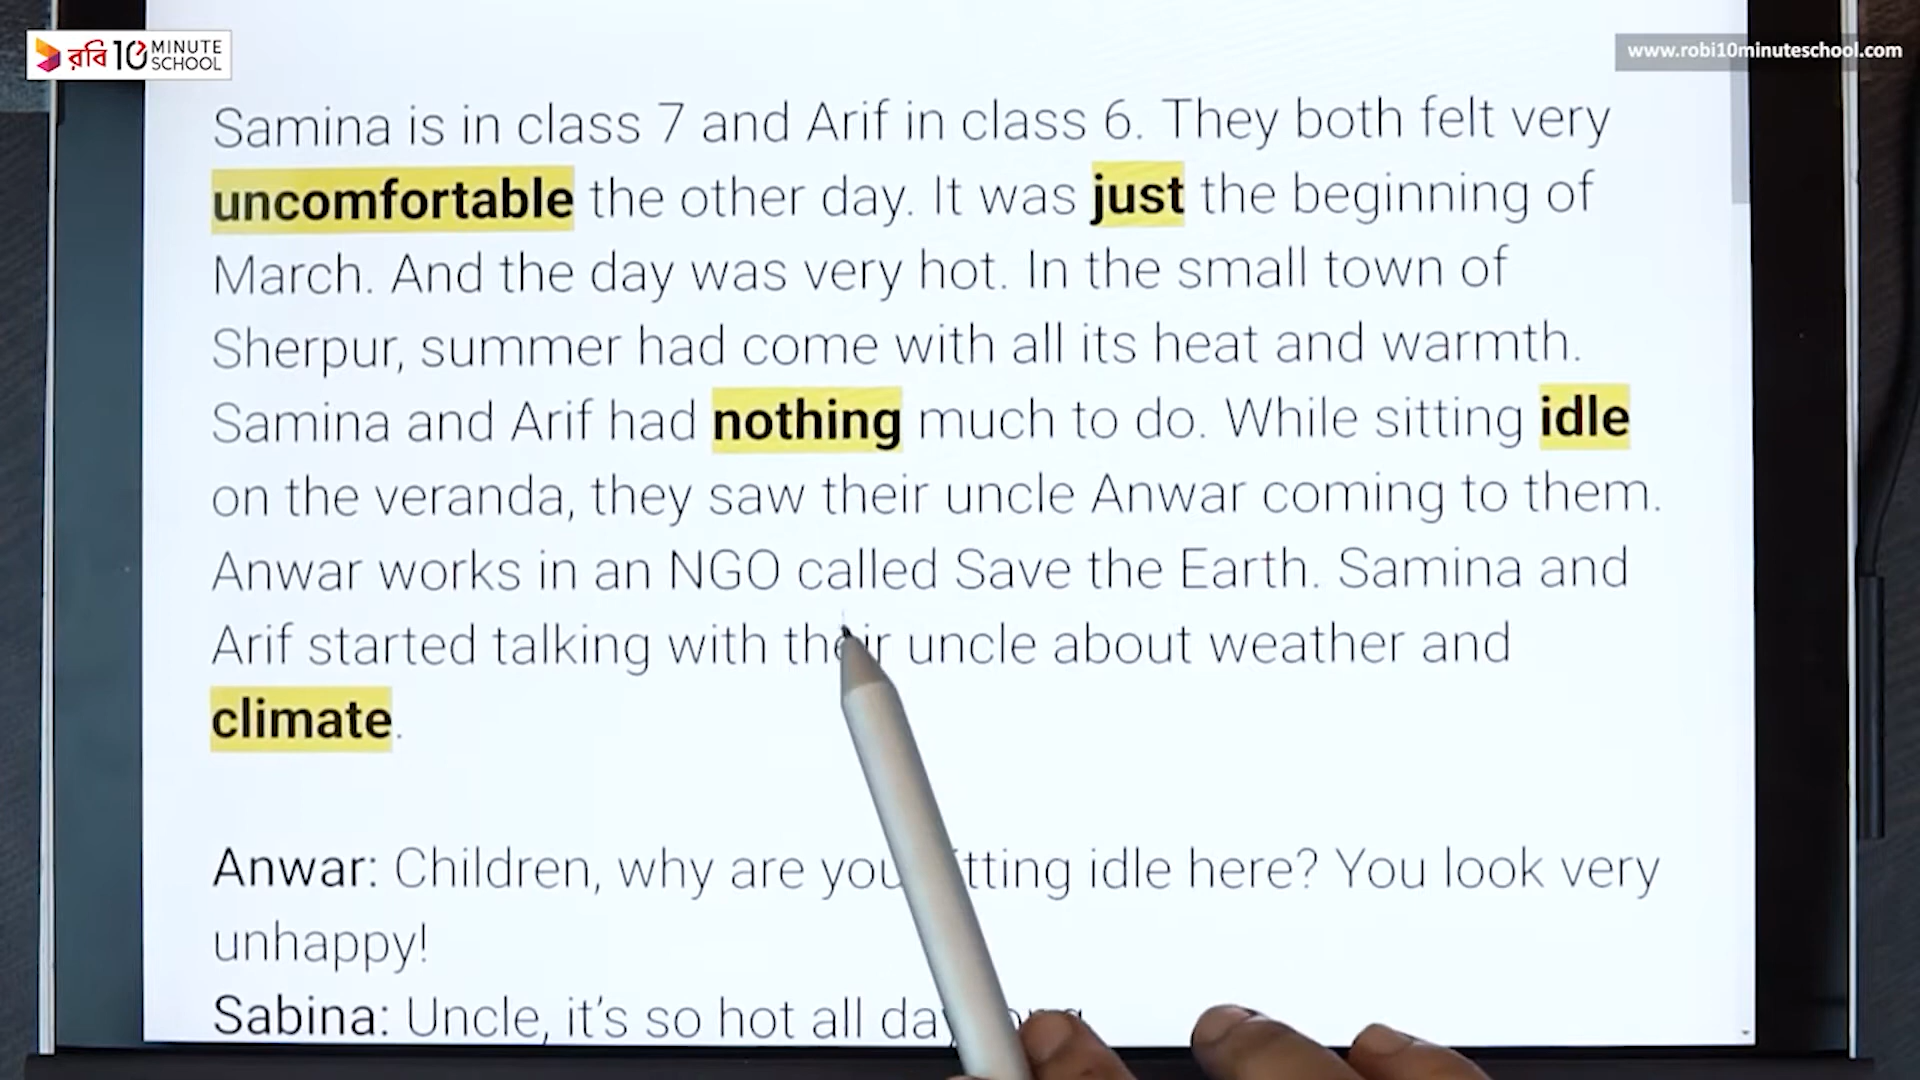 রবি 10 MINUTE SCHOOL
www.robi10minuteschool.com
Samina is in class 7 and Arif in class 6. They both felt very
uncomfortable the other day. It was just the beginning of
March. And the day was very hot. In the small town of
Sherpur, summer had come with all its heat and warmth.
Samina and Arif had nothing much to do. While sitting idle
on the veranda, they saw their uncle Anwar coming to them.
Anwar works in an NGO called Save the Earth. Samina and
Arif started talking with their uncle about weather and
climate.
Anwar: Children, why are you idle here? You look very
unhappy!
Sabina: Uncle, it's so hot all day